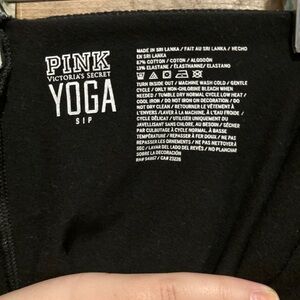 PINK
VICTORIA'S SECRET
YOGA
S I P
MADE IN SRI LANKA / FAIT AU SRI LANKA / HECHO
EN SRI LANKA
87% COTTON / COTON / ALGODÓN
13% ELASTANE / ÉLASTHANNE / ELASTANO
TURN INSIDE OUT / MACHINE WASH COLD / GENTLE
CYCLE / ONLY NON-CHLORINE BLEACH WHEN
NEEDED / TUMBLE DRY NORMAL CYCLE LOW HEAT /
COOL IRON / DO NOT IRON ON DECORATION / DO
NOT DRYCLEAN / RETOURNER LE VÊTEMENT À
L'ENVERS / LAVER À LA MACHINE, À L'EAU FROIDE,
CYCLE DÉLICAT / UTILISER UNIQUEMENT DU
JAVELLISANT SANS CHLORE, AU BESOIN / SÉCHER
PAR CULBUTAGE À CYCLE NORMAL, À BASSE
TEMPÉRATURE / REPASSER À FER DOUX / NE PAS
REPASSER LES ORNEMENTS / NE PAS NETTOYER À
SEC / LAVAR DEL LADO DEL REVÉS / NO PLANCHAR
SOBRE LA DECORACIÓN
RN# 54867 / CA# 23226